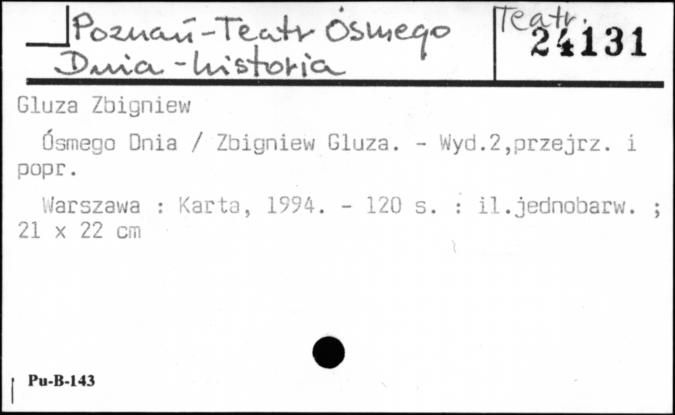 Poznań-Teatr Ósmego
Dnia-historia
Teatr.
24131
Gluza Zbigniew
Ósmego Dnia / Zbigniew Gluza. - Wyd.2,przejrz. i
popr.
Warszawa : Karta, 1994. - 120 s. : il.jednobarw. ;
21 x 22 cm
Pu-B-143